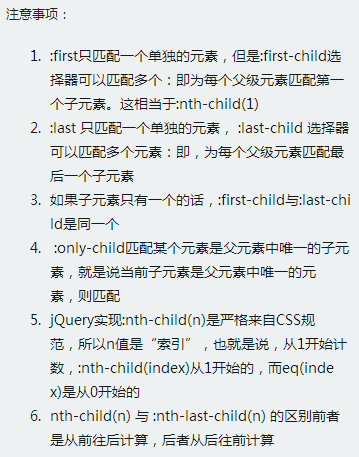 注意事项：
1. :first只匹配一个单独的元素，但是:first-child选
择器可以匹配多个：即为每个父级元素匹配第
一个子元素。这相当于:nth-child(1)
2. :last 只匹配一个单独的元素， :last-child 选择器
可以匹配多个元素：即，为每个父级元素匹配最
后一个子元素
3. 如果子元素只有一个的话，:first-child与:last-chi
ld是同一个
4. :only-child匹配某个元素是父元素中唯一的子元
素，就是说当前子元素是父元素中唯一的元
素，则匹配
5. jQuery实现:nth-child(n)是严格来自CSS规
范，所以n值是“索引”，也就是说，从1开始计
数，:nth-child(index)从1开始的，而eq(inde
x)是从0开始的
6. nth-child(n) 与 :nth-last-child(n) 的区别前者
是从前往后计算，后者从后往前计算